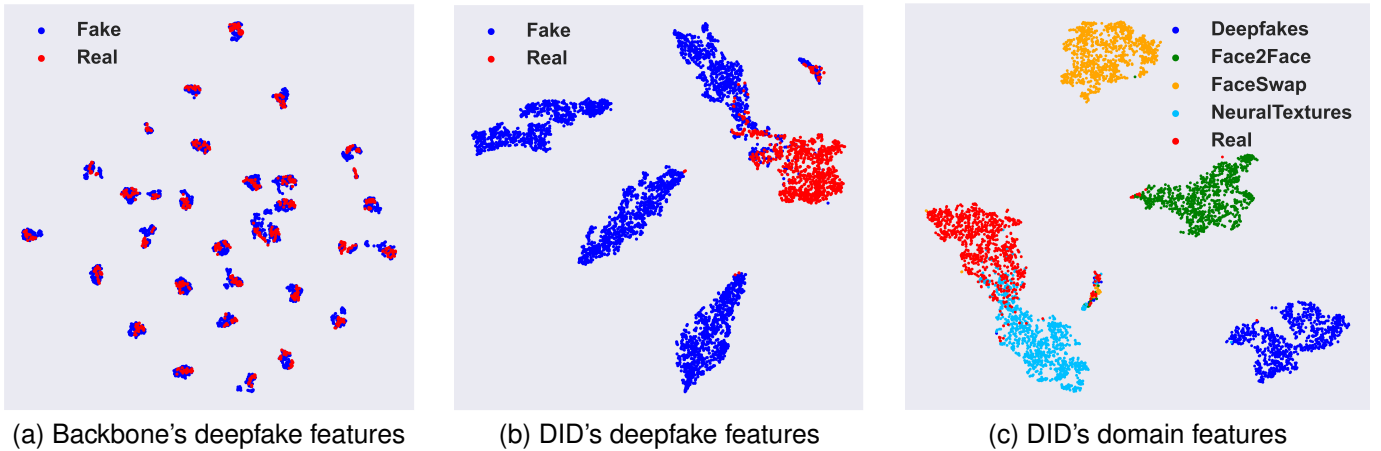 Fake
Real
(a) Backbone's deepfake features
Fake
Real
(b) DID's deepfake features
Deepfakes
Face2Face
FaceSwap
NeuralTextures
Real
(c) DID's domain features